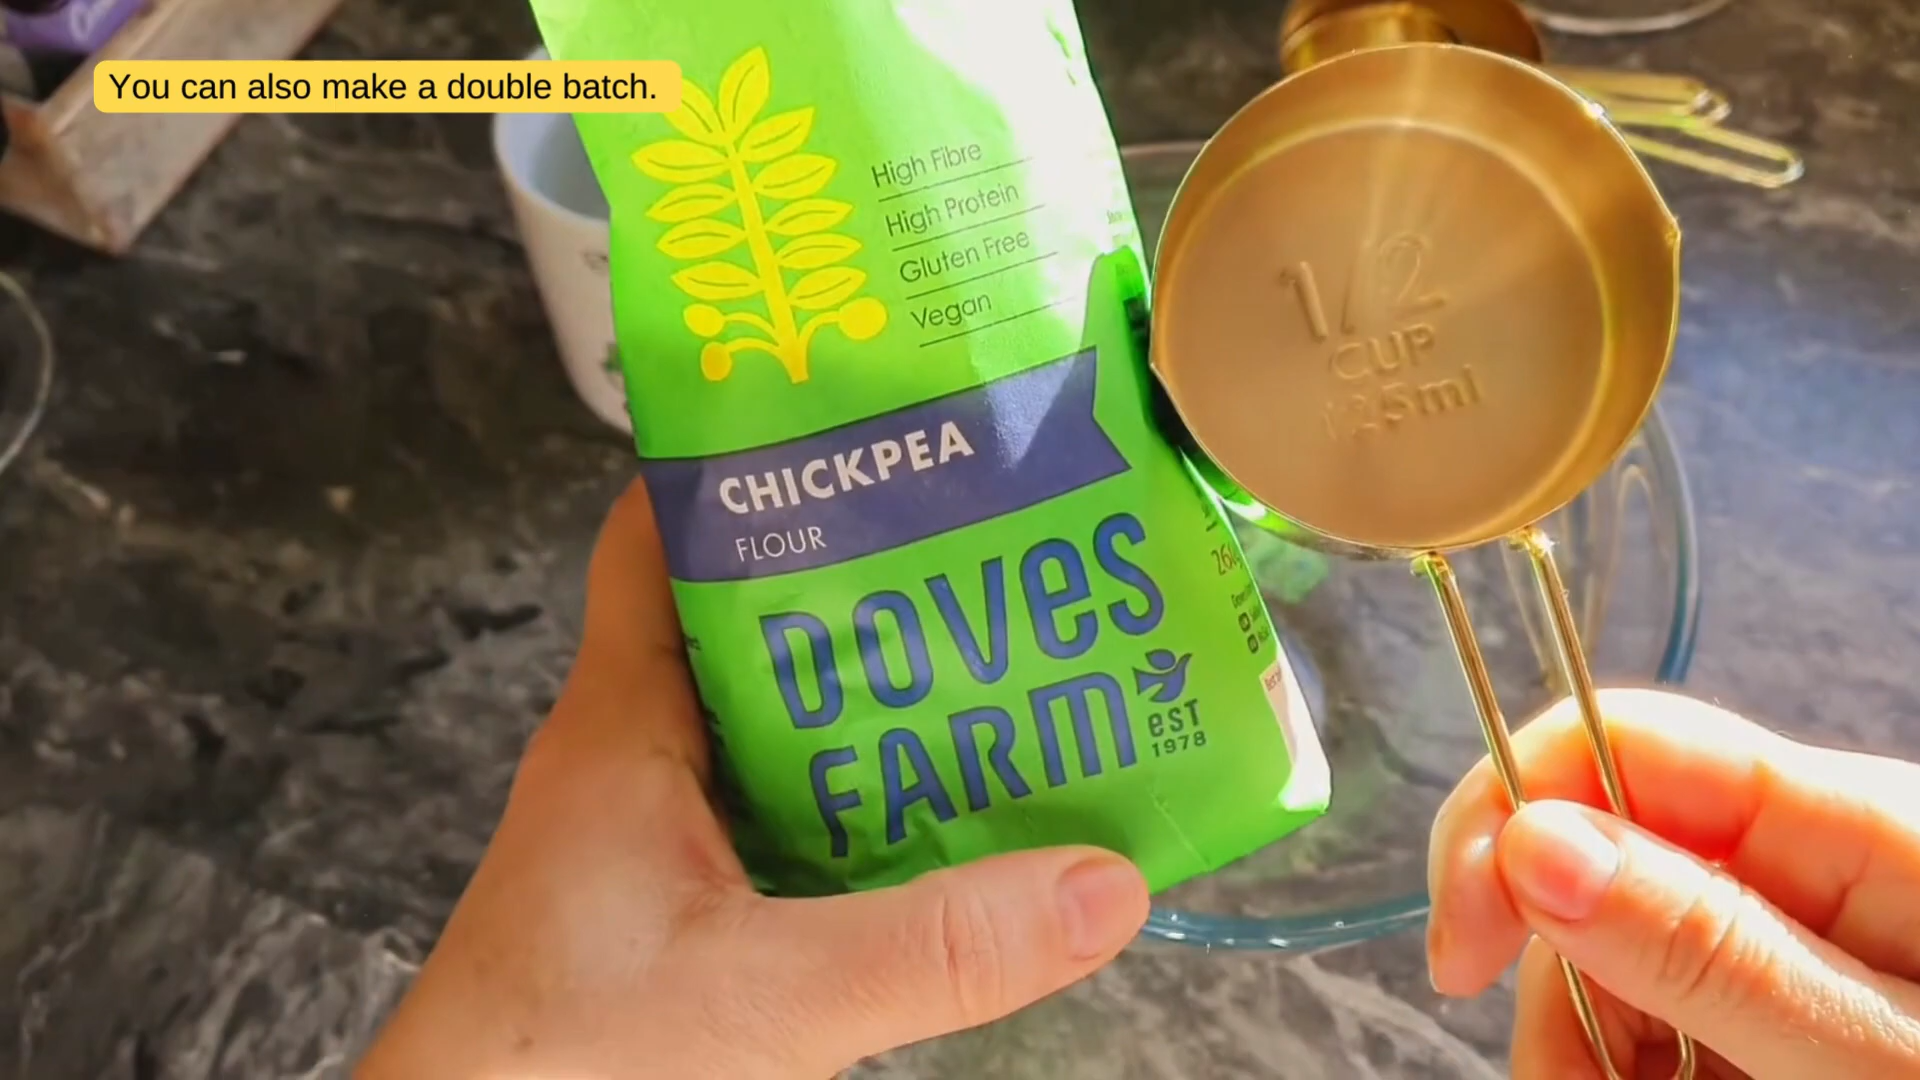 You can also make a double batch.
High Fibre
High Protein
Gluten Free
Vegan
CHICKPEA
FLOUR
DOVES
FARM
EST
1978
1/2
CUP
125ml